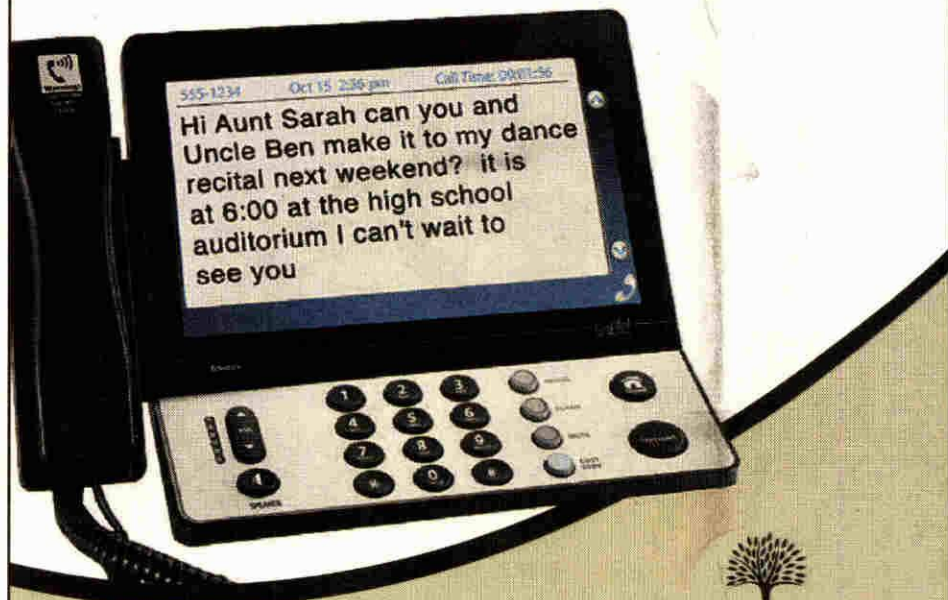 555-1234 Oct 15 2:36 pm Call Time: 00:01:56
Hi Aunt Sarah can you and
Uncle Ben make it to my dance
recital next weekend? it is
at 6:00 at the high school
auditorium I can't wait to
see you
1 2 3
4 5 6
7 8 9
0
SPEAKER
MUTE